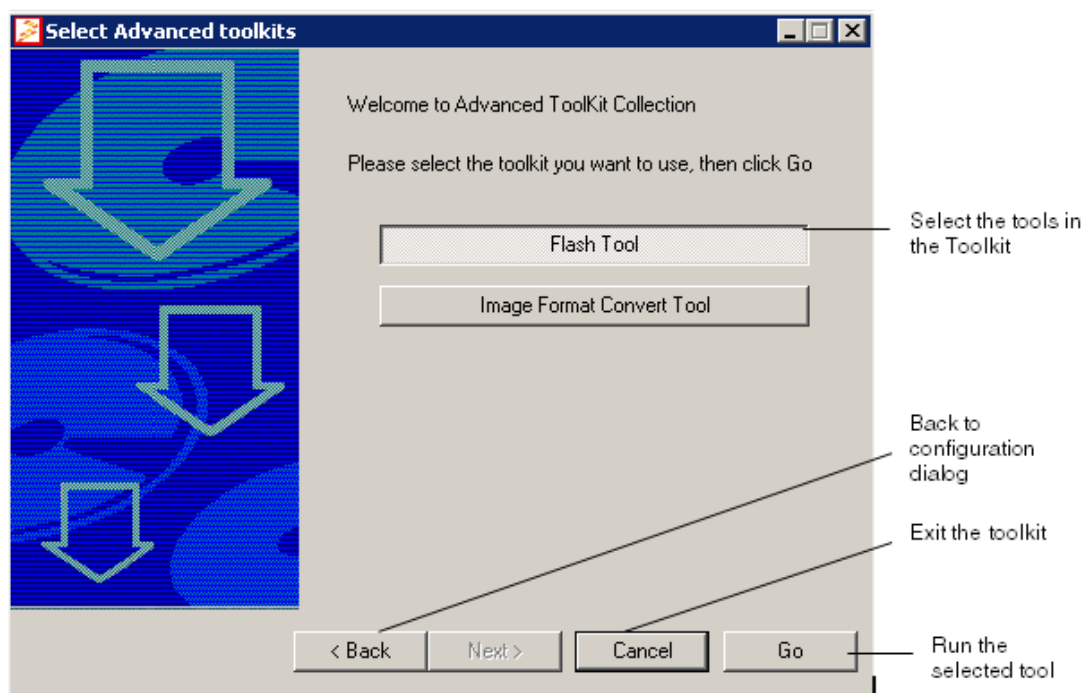 Select Advanced toolkits
Welcome to Advanced ToolKit Collection
Please select the toolkit you want to use, then click Go
Flash Tool
Select the tools in
the Toolkit
Image Format Convert Tool
Back to
configuration
dialog
Exit the toolkit
< Back
Next >
Cancel
Go
Run the
selected tool